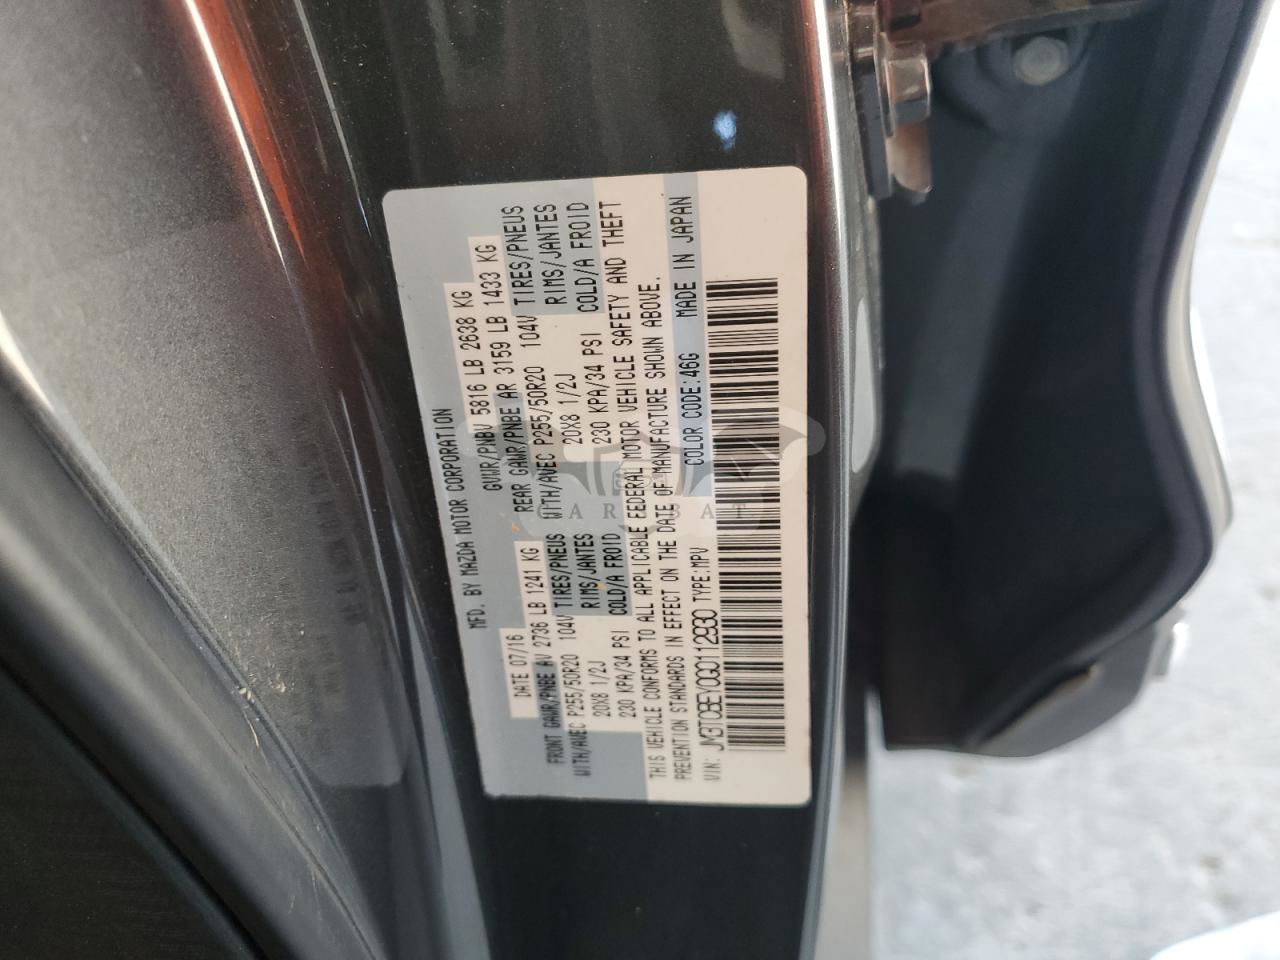 MFD. BY MAZDA MOTOR CORPORATION
DATE 07/16 GVWR/PNBV 5816 LB 2638 KG
FRONT GAWR/PNBE AV 2736 LB 1241 KG REAR GAWR/PNBE AR 3159 LB 1433 KG
WITH/AVEC P255/50R20 104V TIRES/PNEUS WITH/AVEC P255/50R20 104V TIRES/PNEUS
20X8 1/2J RIMS/JANTES 20X8 1/2J RIMS/JANTES
230 KPA/34 PSI COLD/A FROID 230 KPA/34 PSI COLD/A FROID
THIS VEHICLE CONFORMS TO ALL APPLICABLE FEDERAL MOTOR VEHICLE SAFETY AND THEFT
PREVENTION STANDARDS IN EFFECT ON THE DATE OF MANUFACTURE SHOWN ABOVE.
VIN: JM3TCBEY0G0112930 TYPE:MPV COLOR CODE:46G MADE IN JAPAN
CARCBAT